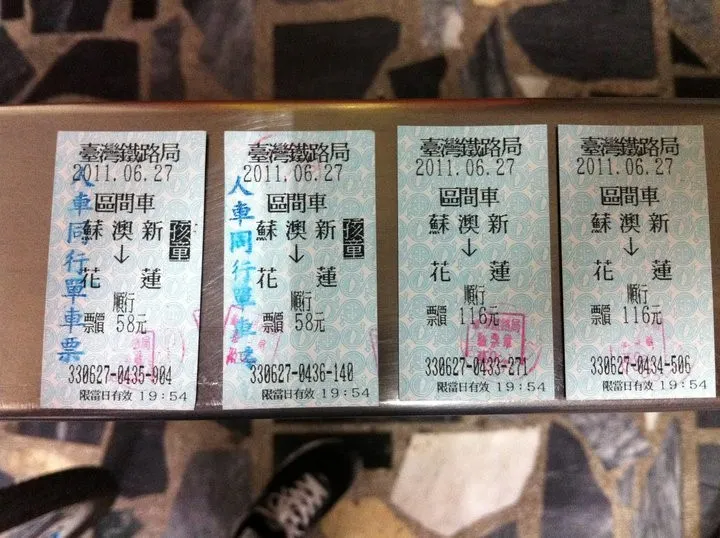 臺灣鐵路局
2011.06.27
區間車
蘇澳新
孩童
↓
花蓮
順行
票價 58元
330627-0435-904
限當日有效 19:54
人車同行單車票
臺灣鐵路局
2011.06.27
區間車
蘇澳新
孩童
↓
花蓮
順行
票價 58元
330627-0436-140
限當日有效 19:54
人車同行單車
臺灣鐵路局
2011.06.27
區間車
蘇澳新
↓
花蓮
順行
票價 116元
330627-0433-271
限當日有效 19:54
臺灣鐵路局
2011.06.27
區間車
蘇澳新
↓
花蓮
順行
票價 116元
330627-0434-506
限當日有效 19:54